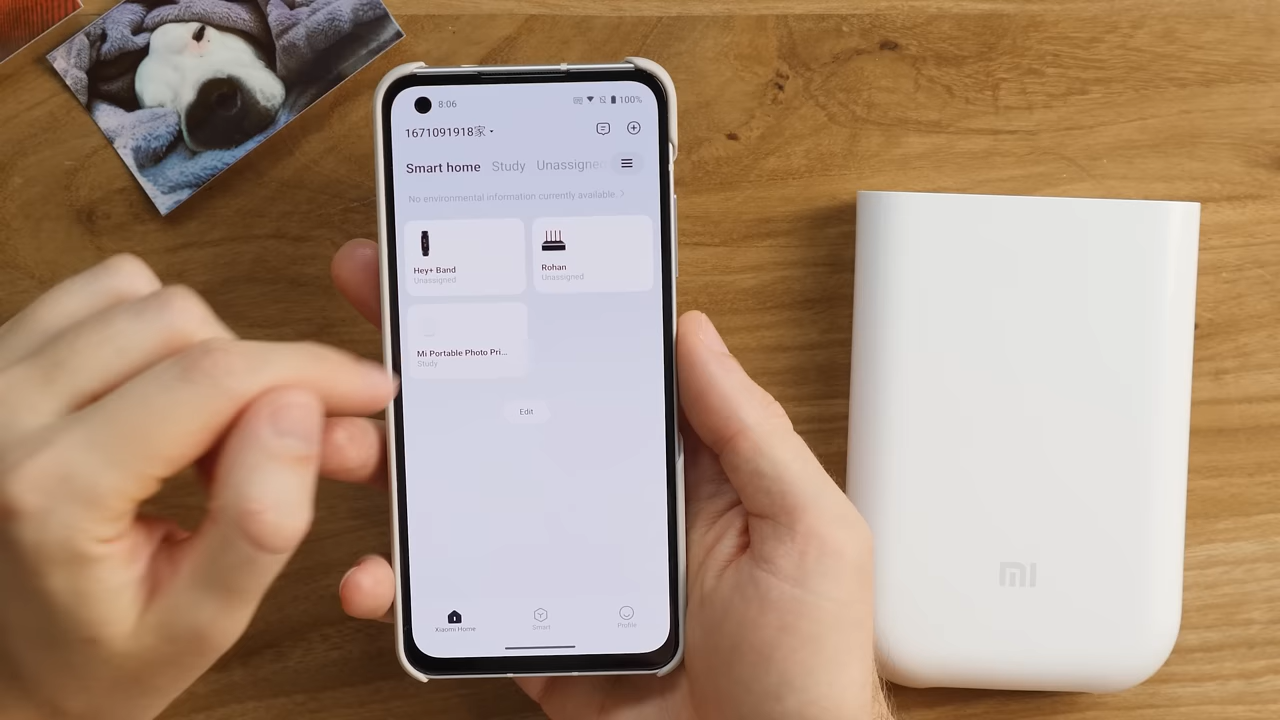 8:06
100%
1671091918家
Smart home Study Unassigned
No environmental information currently available.
Hey+ Band
Unassigned
Rohan
Unassigned
Mi Portable Photo Pri...
Study
Edit
Xiaomi Home
Smart
Profile
MI